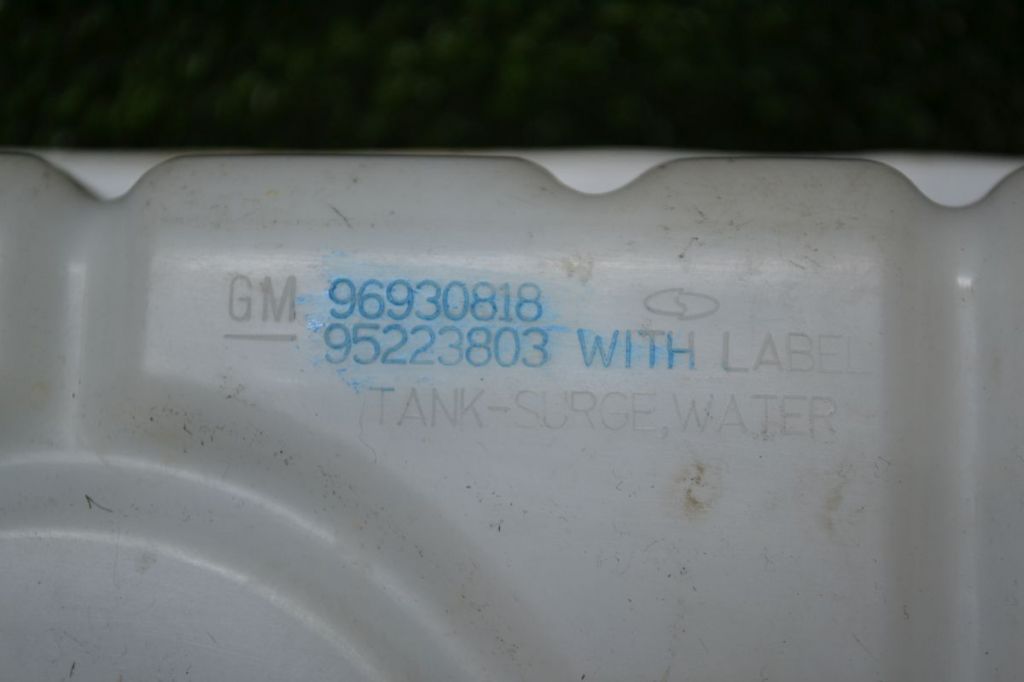 GM 96930818
95223803 WITH LABEL
TANK-SURGE,WATER